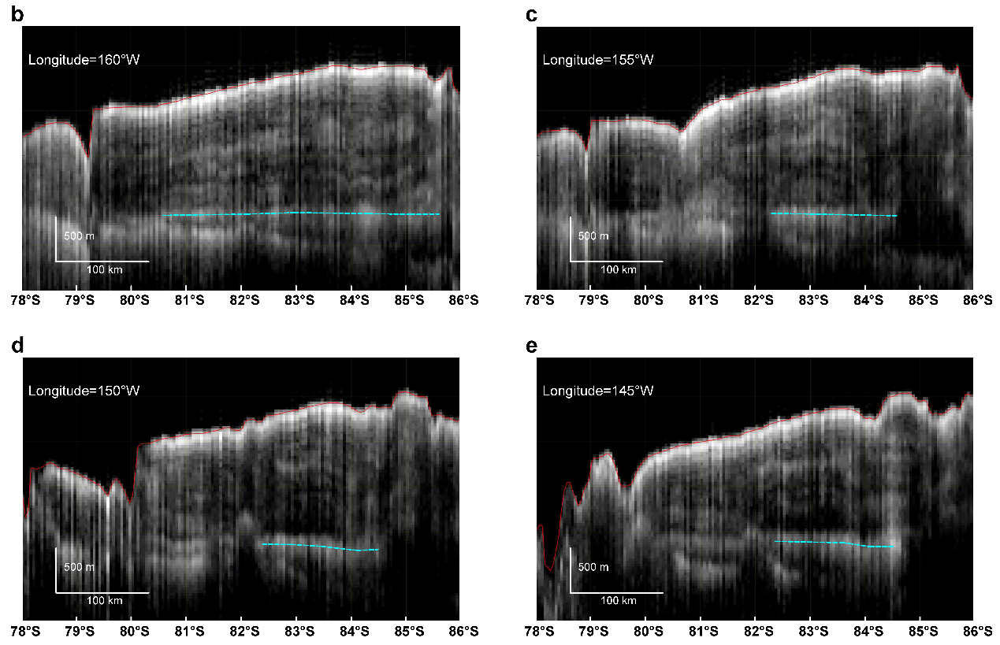 b
Longitude=160°W
500 m
100 km
78°S 79°S 80°S 81°S 82°S 83°S 84°S 85°S 86°S
c
Longitude=155°W
500 m
100 km
78°S 79°S 80°S 81°S 82°S 83°S 84°S 85°S 86°S
d
Longitude=150°W
500 m
100 km
78°S 79°S 80°S 81°S 82°S 83°S 84°S 85°S 86°S
e
Longitude=145°W
500 m
100 km
78°S 79°S 80°S 81°S 82°S 83°S 84°S 85°S 86°S